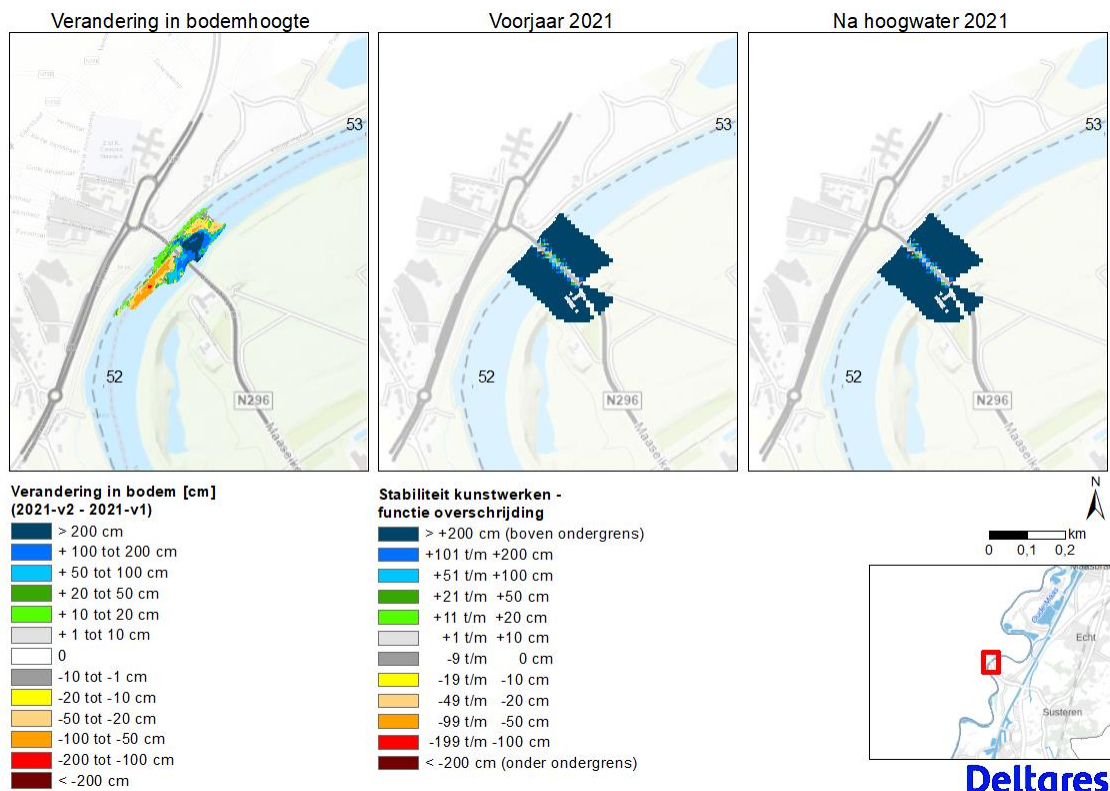 Verandering in bodemhoogte
Voorjaar 2021
Na hoogwater 2021
53
52
N296
Maaseike
53
52
N296
Maaseike
53
52
N296
Maaseike
Verandering in bodem [cm]
(2021-v2 - 2021-v1)
> 200 cm
+ 100 tot 200 cm
+ 50 tot 100 cm
+ 20 tot 50 cm
+ 10 tot 20 cm
+ 1 tot 10 cm
0
-10 tot -1 cm
-20 tot -10 cm
-50 tot -20 cm
-100 tot -50 cm
-200 tot -100 cm
< -200 cm
Stabiliteit kunstwerken -
functie overschrijding
> +200 cm (boven ondergrens)
+101 t/m +200 cm
+51 t/m +100 cm
+21 t/m +50 cm
+11 t/m +20 cm
+1 t/m +10 cm
-9 t/m 0 cm
-19 t/m -10 cm
-49 t/m -20 cm
-99 t/m -50 cm
-199 t/m -100 cm
< -200 cm (onder ondergrens)
N
km
0 0,1 0,2
Oude Maas
Echt
Susteren
Deltares